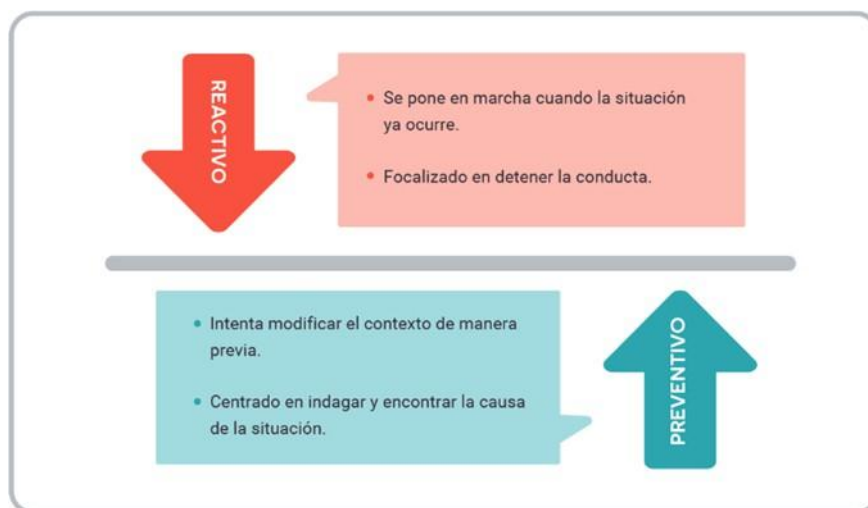 REACTIVO
• Se pone en marcha cuando la situación
ya ocurre.
• Focalizado en detener la conducta.
• Intenta modificar el contexto de manera
previa.
• Centrado en indagar y encontrar la causa
de la situación.
PREVENTIVO